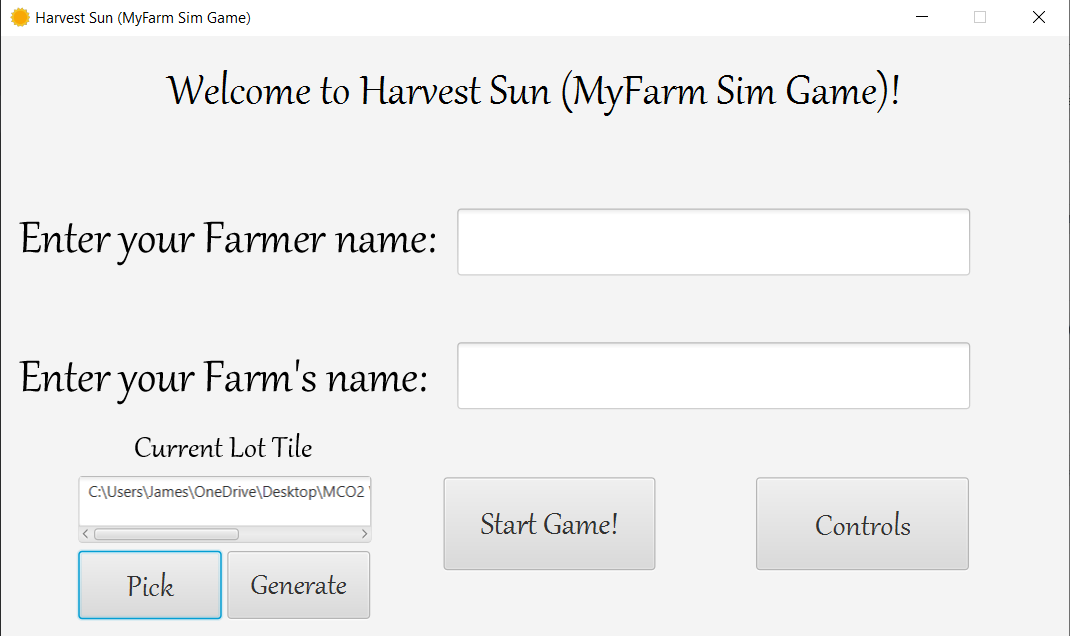 Harvest Sun (MyFarm Sim Game)
Welcome to Harvest Sun (MyFarm Sim Game)!
Enter your Farmer name:
Enter your Farm's name:
Current Lot Tile
C:\Users\James\OneDrive\Desktop\MCO2
Start Game!
Controls
Pick
Generate